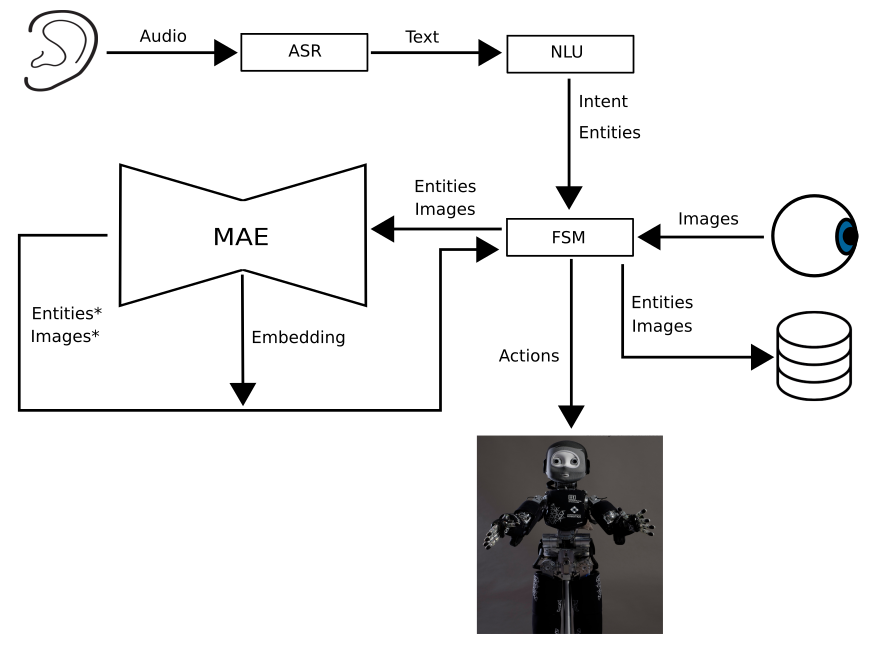 Audio
ASR
Text
NLU
Intent
Entities
Entities
Images
MAE
FSM
Images
Entities*
Images*
Embedding
Entities
Images
Actions